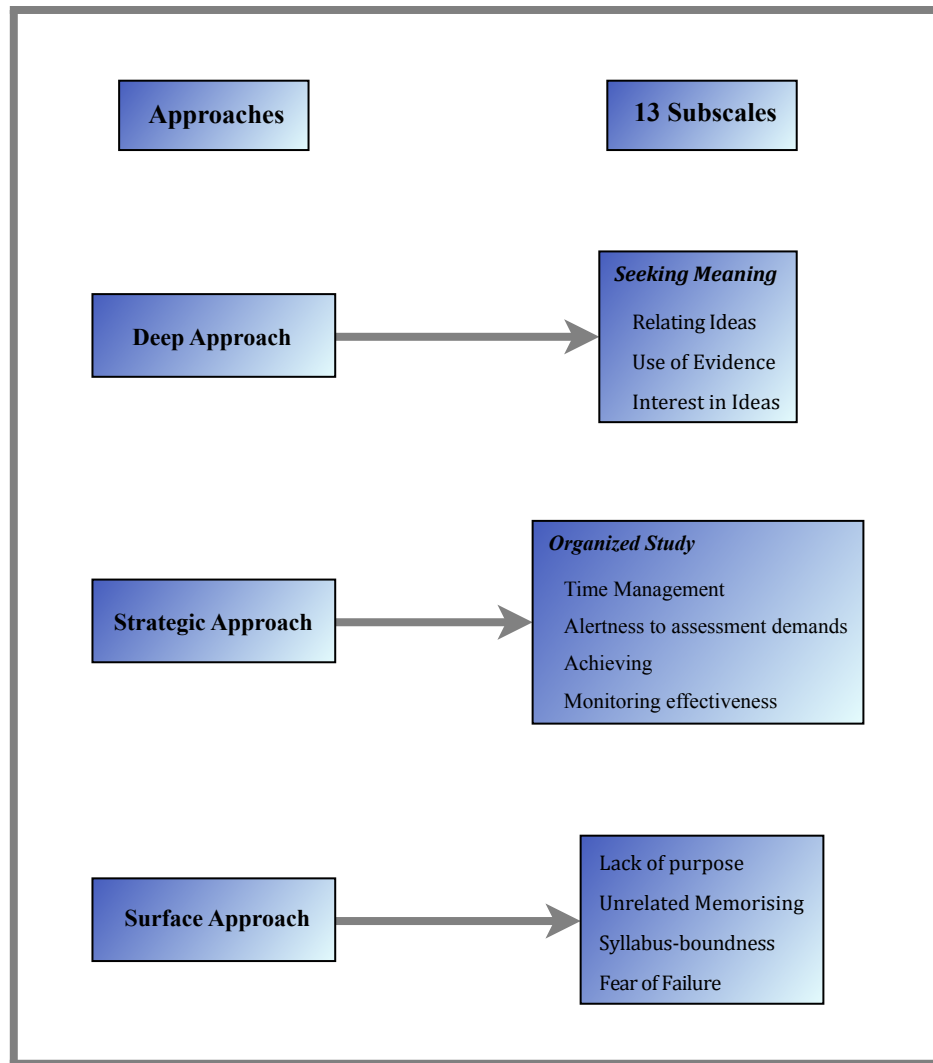 Approaches
13 Subscales
Deep Approach
Seeking Meaning
Relating Ideas
Use of Evidence
Interest in Ideas
Strategic Approach
Organized Study
Time Management
Alertness to assessment demands
Achieving
Monitoring effectiveness
Surface Approach
Lack of purpose
Unrelated Memorising
Syllabus-boundness
Fear of Failure